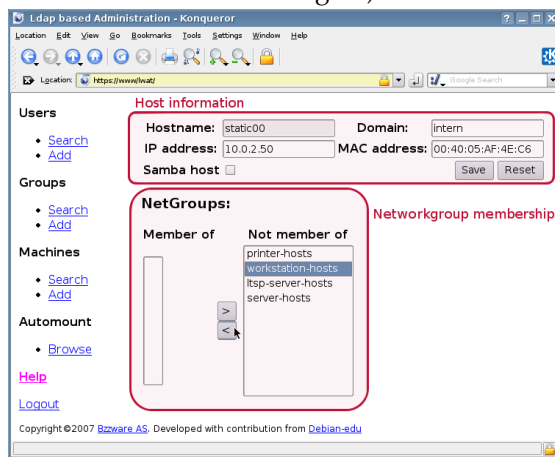 Ldap based Administration - Konqueror
Location Edit View Go Bookmarks Tools Settings Window Help
Location: https://www/lwat/ Google Search
Users
Search
Add
Groups
Search
Add
Machines
Search
Add
Automount
Browse
Help
Logout
Host information
Hostname: static00 Domain: intern
IP address: 10.0.2.50 MAC address: 00:40:05:AF:4E:C6
Samba host Save Reset
NetGroups:
Networkgroup membership
Member of Not member of
printer-hosts
workstation-hosts
ltsp-server-hosts
server-hosts
>
<
Copyright©2007 Bzzware AS. Developed with contribution from Debian-edu